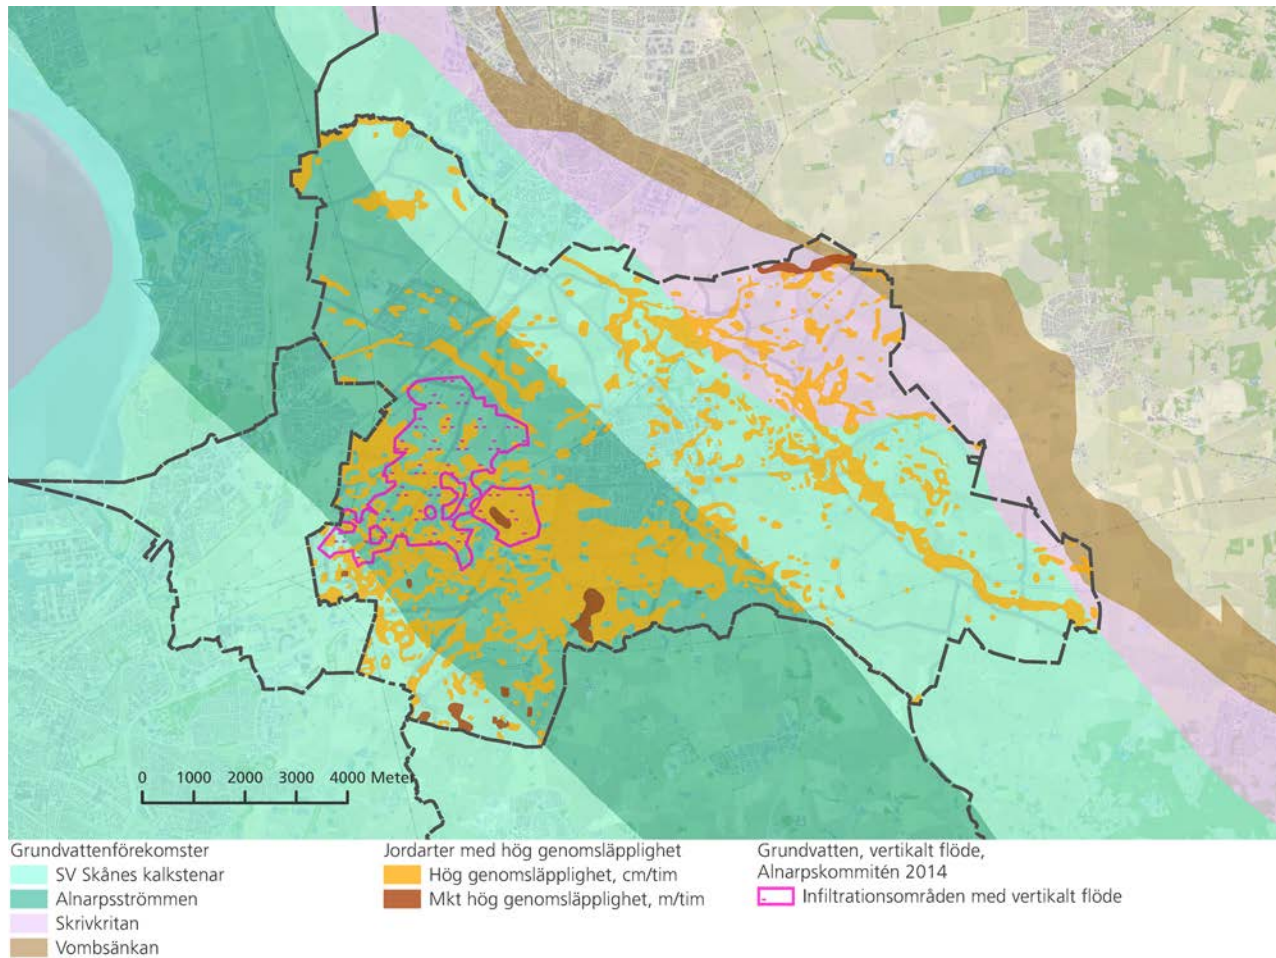 0 1000 2000 3000 4000 Meter
Grundvattenförekomster
SV Skånes kalkstenar
Alnarpsströmmen
Skrivkritan
Vombsänkan
Jordarter med hög genomsläpplighet
Hög genomsläpplighet, cm/tim
Mkt hög genomsläpplighet, m/tim
Grundvatten, vertikalt flöde,
Alnarpskommitén 2014
Infiltrationsområden med vertikalt flöde